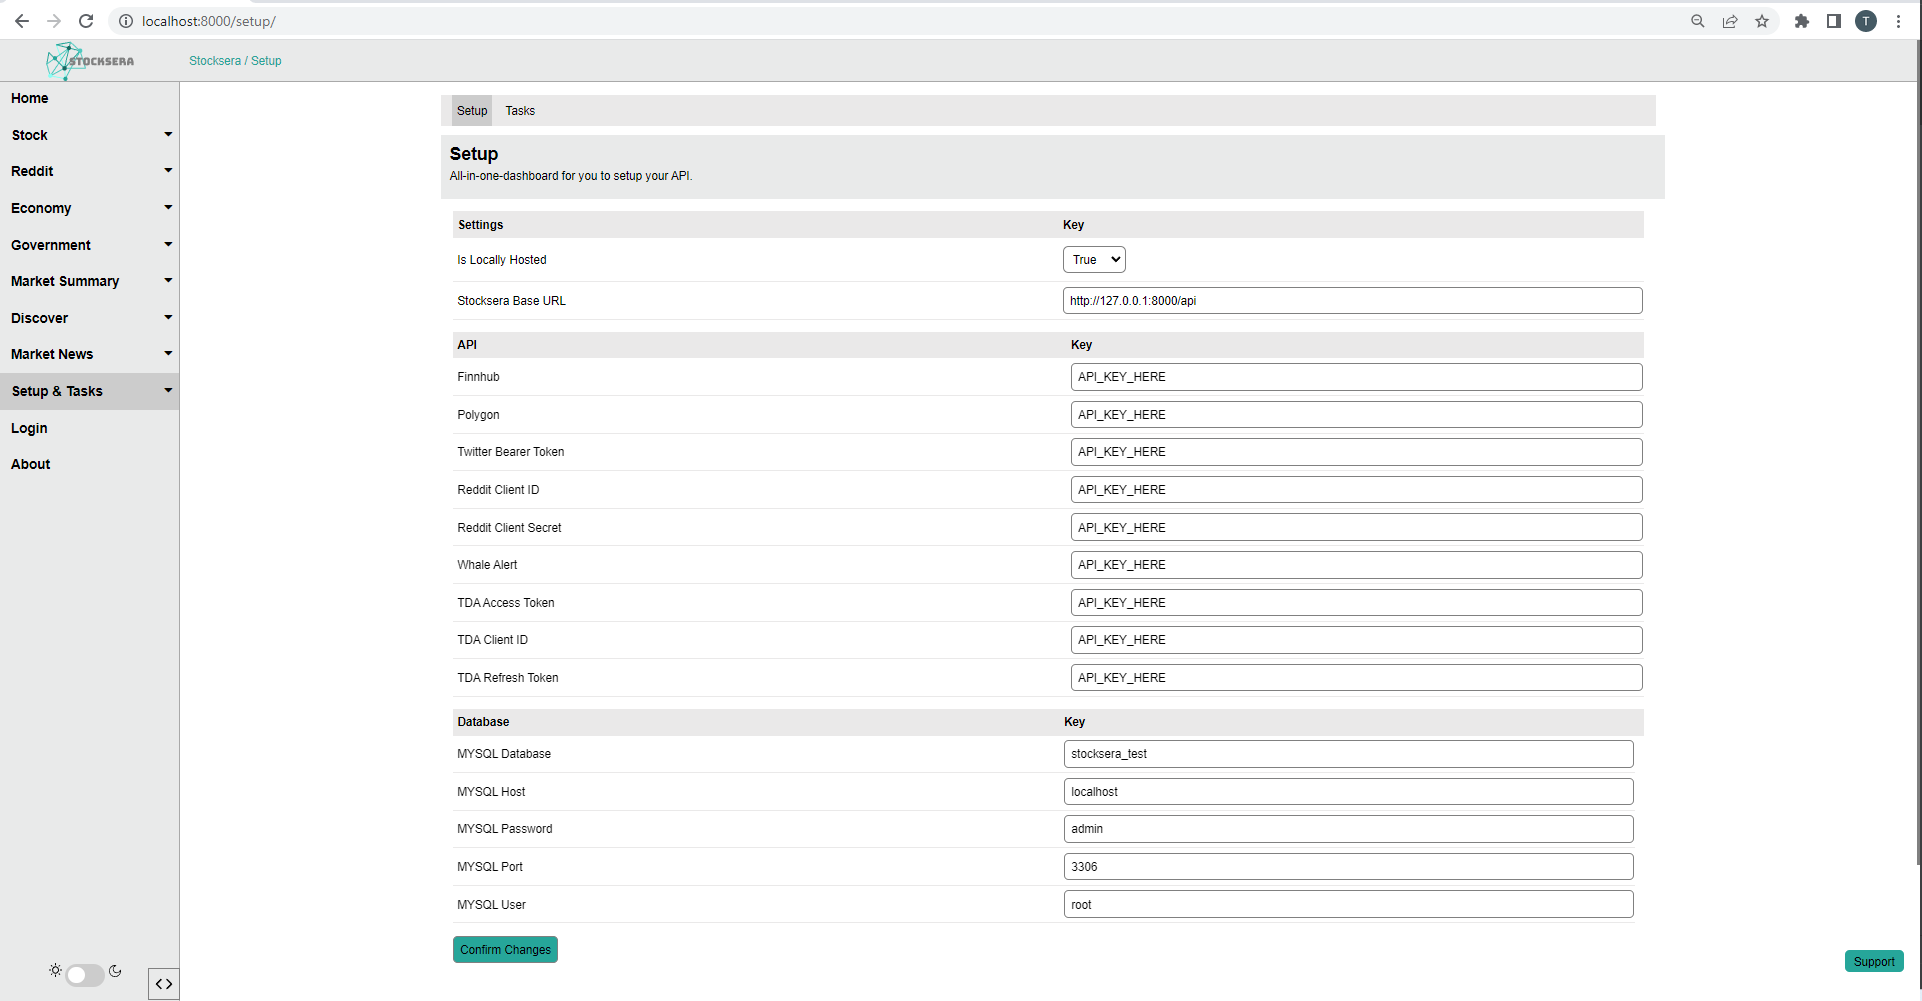 localhost:8000/setup/
T
STOCKSERA
Stocksera / Setup
Home
Stock
Reddit
Economy
Government
Market Summary
Discover
Market News
Setup & Tasks
Login
About
Setup Tasks
Setup
All-in-one-dashboard for you to setup your API.
Settings Key
Is Locally Hosted True
Stocksera Base URL http://127.0.0.1:8000/api
API Key
Finnhub API_KEY_HERE
Polygon API_KEY_HERE
Twitter Bearer Token API_KEY_HERE
Reddit Client ID API_KEY_HERE
Reddit Client Secret API_KEY_HERE
Whale Alert API_KEY_HERE
TDA Access Token API_KEY_HERE
TDA Client ID API_KEY_HERE
TDA Refresh Token API_KEY_HERE
Database Key
MYSQL Database stocksera_test
MYSQL Host localhost
MYSQL Password admin
MYSQL Port 3306
MYSQL User root
Confirm Changes
Support